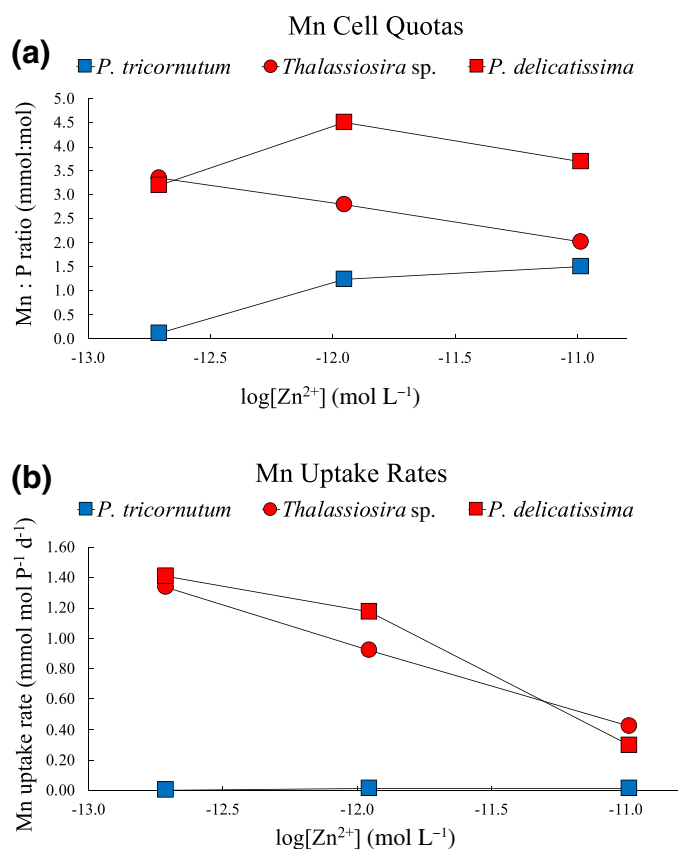 Mn Cell Quotas
(a)
P. tricornutum Thalassiosira sp. P. delicatissima
Mn : P ratio (mmol:mol)
5.0
4.5
4.0
3.5
3.0
2.5
2.0
1.5
1.0
0.5
0.0
-13.0 -12.5 -12.0 -11.5 -11.0
log[Zn²⁺] (mol L⁻¹)
(b)
Mn Uptake Rates
P. tricornutum Thalassiosira sp. P. delicatissima
Mn uptake rate (mmol mol P⁻¹ d⁻¹)
1.60
1.40
1.20
1.00
0.80
0.60
0.40
0.20
0.00
-13.0 -12.5 -12.0 -11.5 -11.0
log[Zn²⁺] (mol L⁻¹)